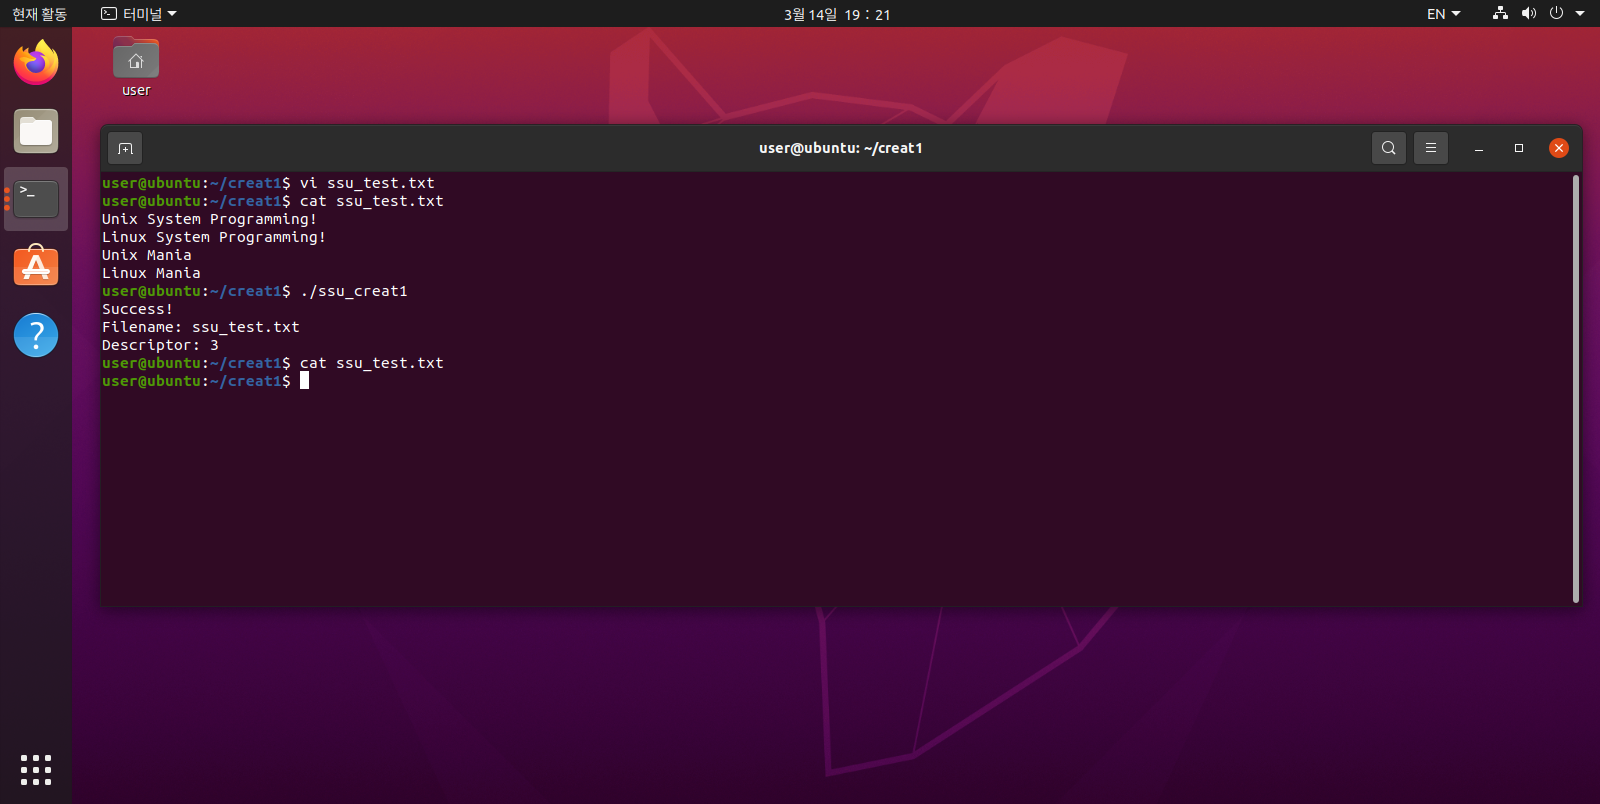 현재 활동
터미널
3월 14일 19 : 21
EN
user
user@ubuntu: ~/creat1
user@ubuntu:~/creat1$ vi ssu_test.txt
user@ubuntu:~/creat1$ cat ssu_test.txt
Unix System Programming!
Linux System Programming!
Unix Mania
Linux Mania
user@ubuntu:~/creat1$ ./ssu_creat1
Success!
Filename: ssu_test.txt
Descriptor: 3
user@ubuntu:~/creat1$ cat ssu_test.txt
user@ubuntu:~/creat1$